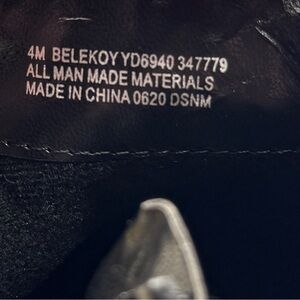 4M BELEKOY YD6940 347779
ALL MAN MADE MATERIALS
MADE IN CHINA 0620 DSNM